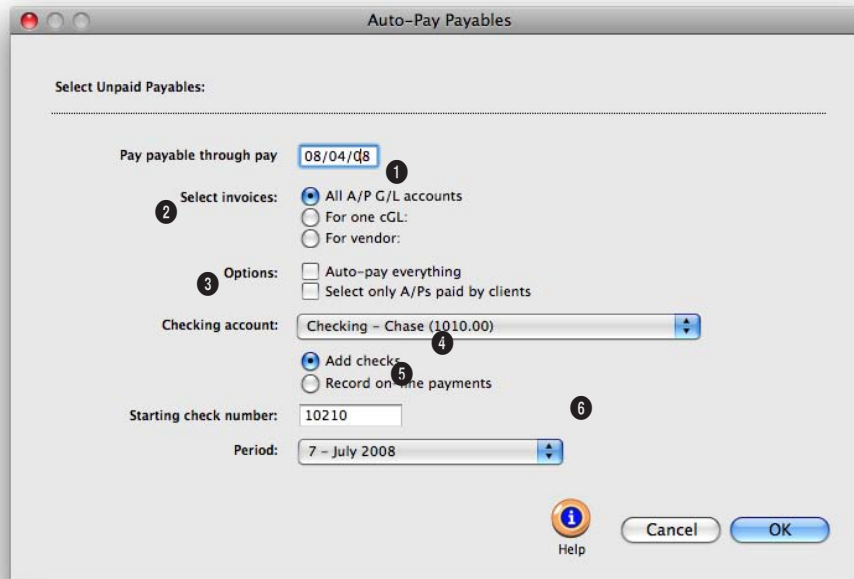 Auto-Pay Payables
Select Unpaid Payables:
Pay payable through pay 08/04/08
1
Select invoices: All A/P G/L accounts
2
For one cGL:
For vendor:
Options: Auto-pay everything
3
Select only A/Ps paid by clients
Checking account: Checking - Chase (1010.00)
4
Add checks
5
Record on-line payments
6
Starting check number: 10210
Period: 7 - July 2008
Help
Cancel
OK